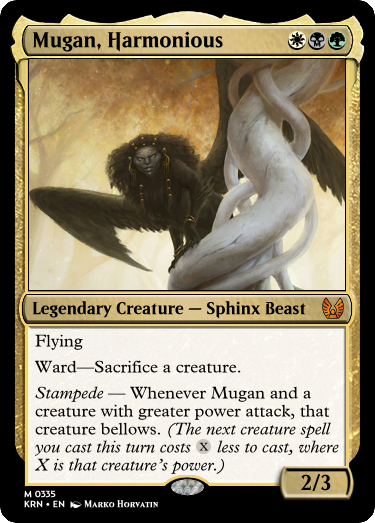 Mugan, Harmonious
Legendary Creature — Sphinx Beast
Flying
Ward—Sacrifice a creature.
Stampede — Whenever Mugan and a
creature with greater power attack, that
creature bellows. (The next creature spell
you cast this turn costs X less to cast, where
X is that creature's power.)
2/3
M 0335
KRN • EN Marko Horvatin